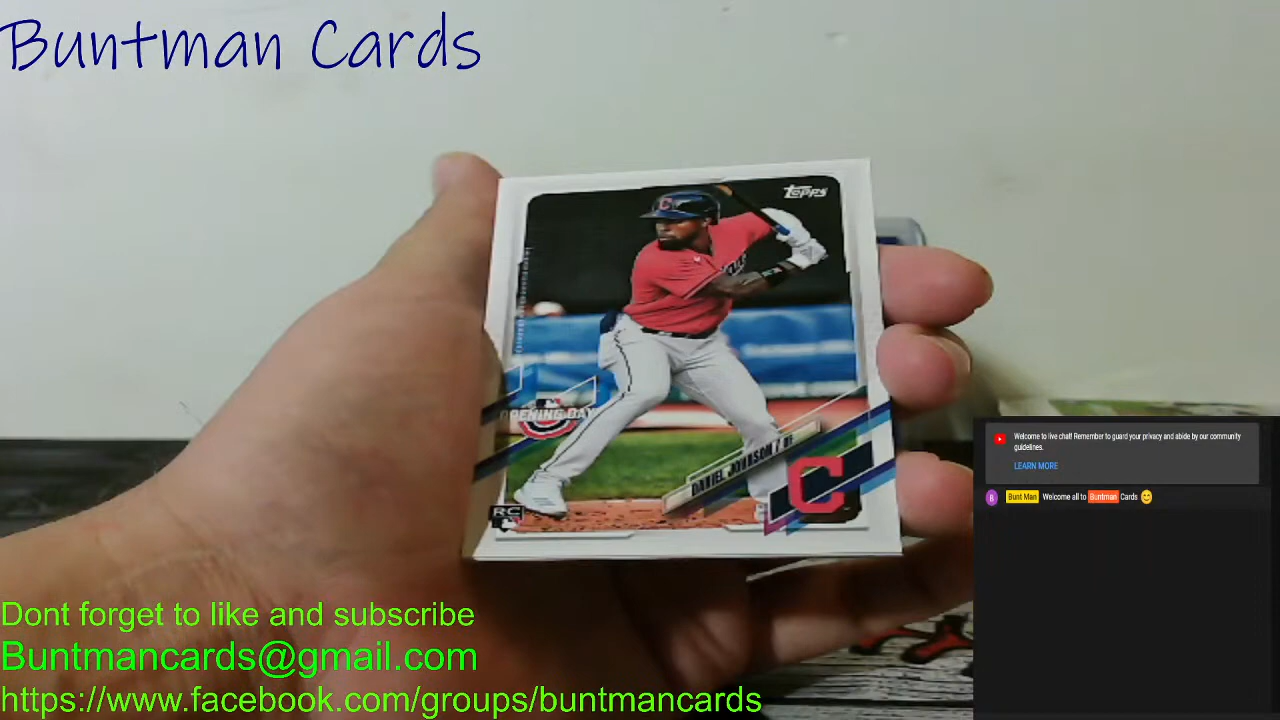 Buntman Cards
Topps
C
OPENING DAY
DANIEL JOHNSON / OF
C
RC
Welcome to live chat! Remember to guard your privacy and abide by our community
guidelines.
LEARN MORE
B Bunt Man Welcome all to Buntman Cards 😊
Dont forget to like and subscribe
Buntmancards@gmail.com
https://www.facebook.com/groups/buntmancards